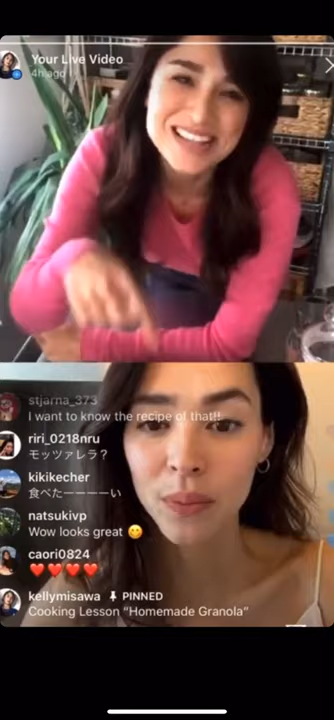 Your Live Video
4h ago
stjarna_373
I want to know the recipe of that!!
riri_0218nru
モッツァレラ？
kikikecher
食べたーーーーい
natsukivp
Wow looks great 😋
caori0824
❤️❤️❤️❤️
kellymisawa PINNED
Cooking Lesson “Homemade Granola”